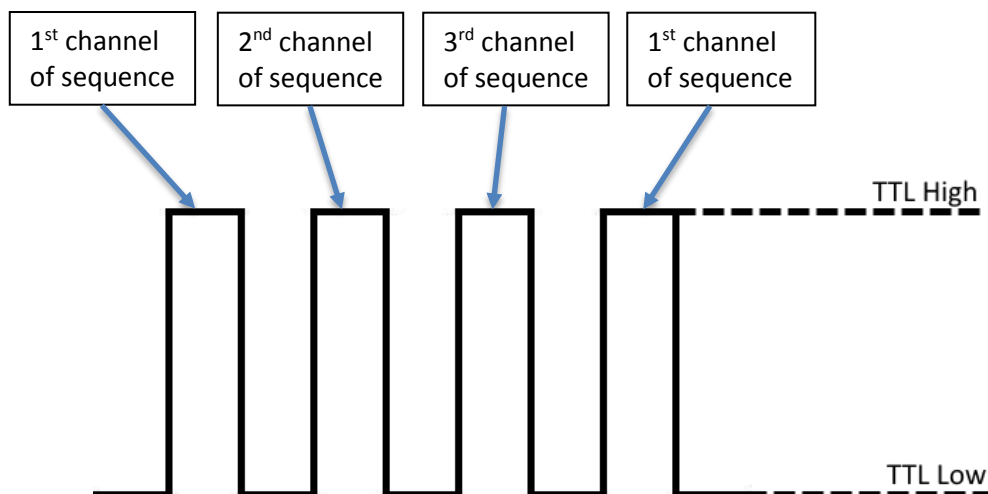 1st channel
of sequence
2nd channel
of sequence
3rd channel
of sequence
1st channel
of sequence
TTL High
TTL Low